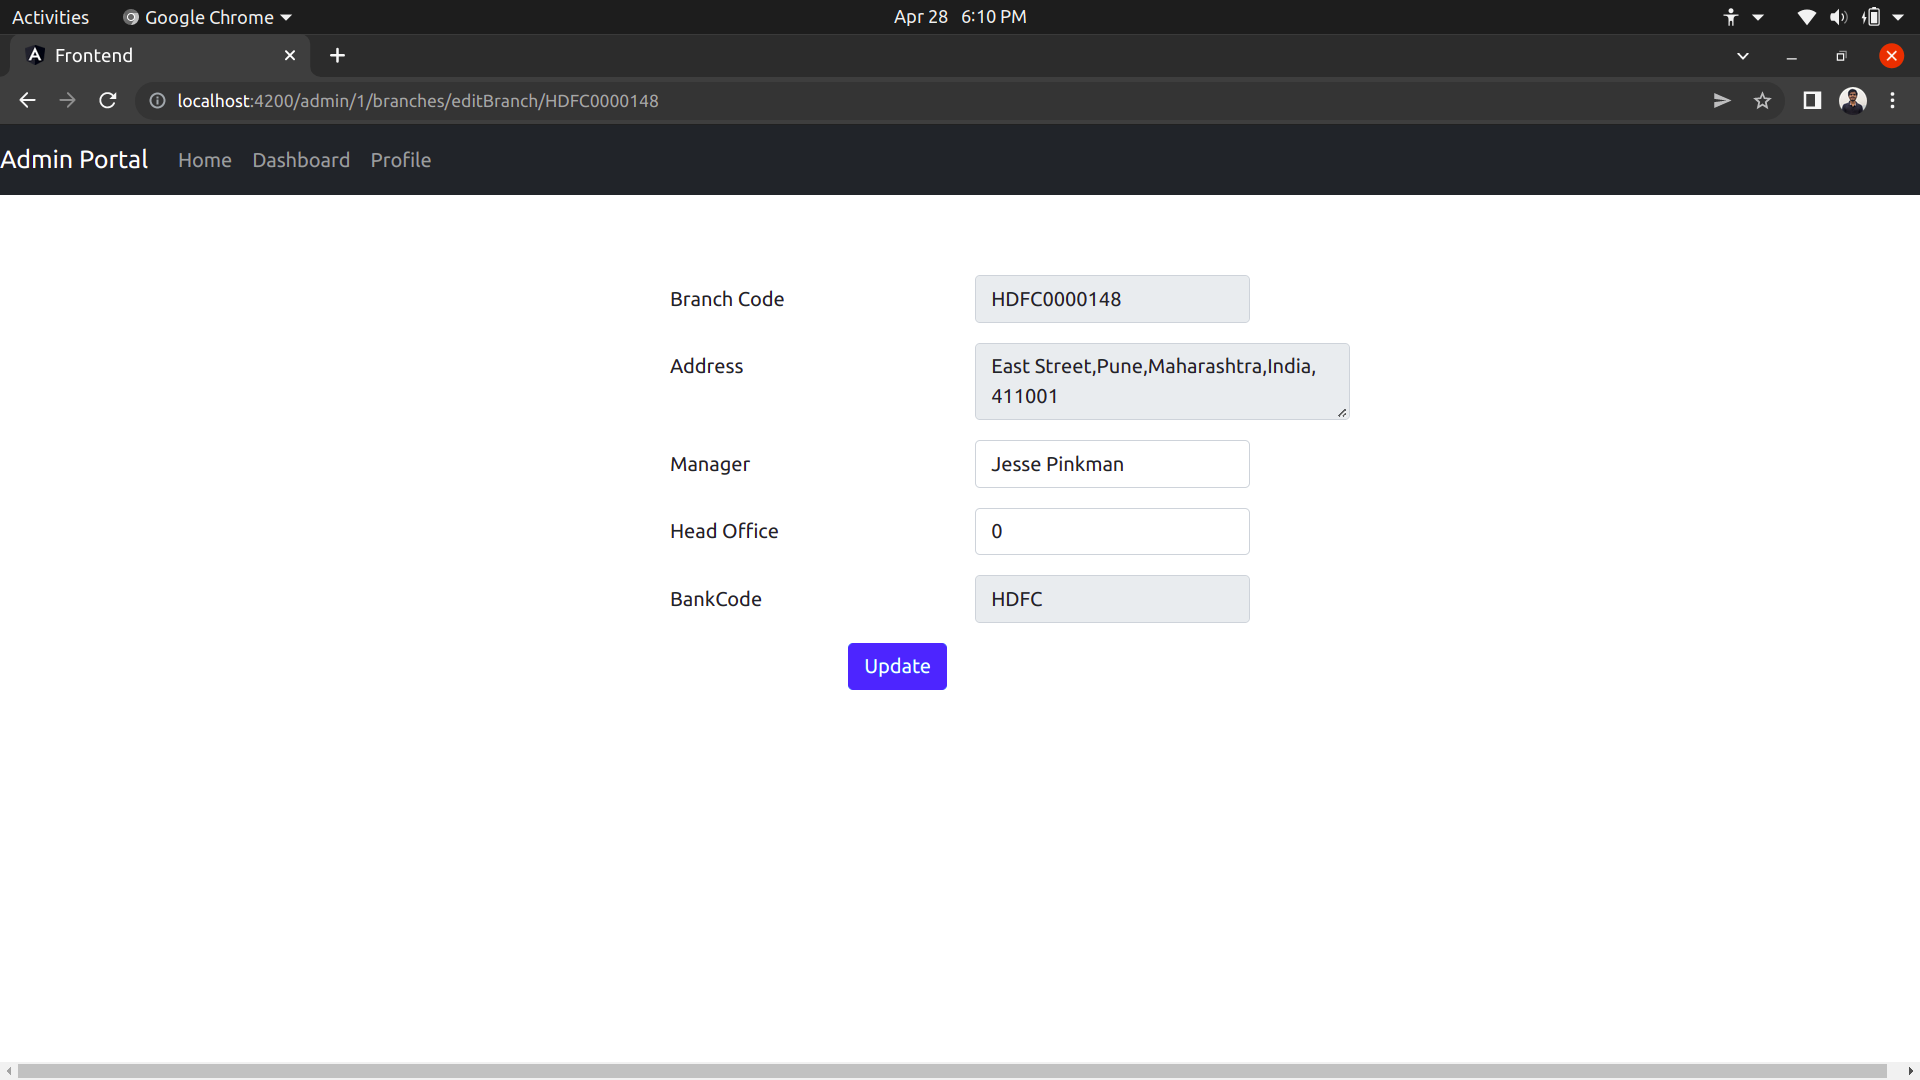 Activities Google Chrome Apr 28 6:10 PM
Frontend
localhost:4200/admin/1/branches/editBranch/HDFC0000148
Admin Portal Home Dashboard Profile
Branch Code HDFC0000148
Address East Street,Pune,Maharashtra,India,
411001
Manager Jesse Pinkman
Head Office 0
BankCode HDFC
Update